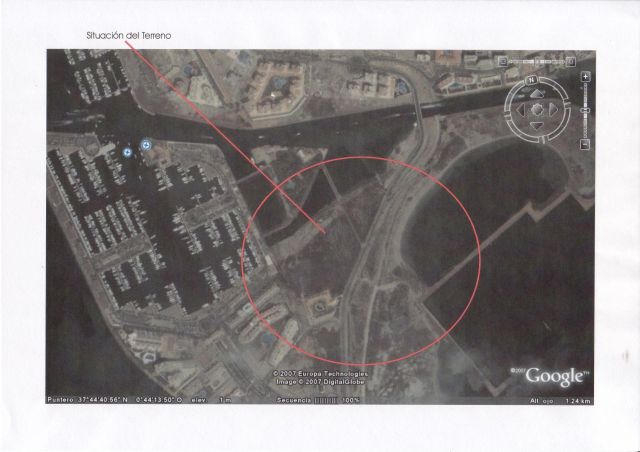 Situación del Terreno
N
© 2007 Europa Technologies
Image © 2007 DigitalGlobe
©2007 Google™
Puntero 37°44'40.56" N 0°44'13.50" O elev. 1 m Secuencia |||||||||| 100% Alt. ojo 1.24 km